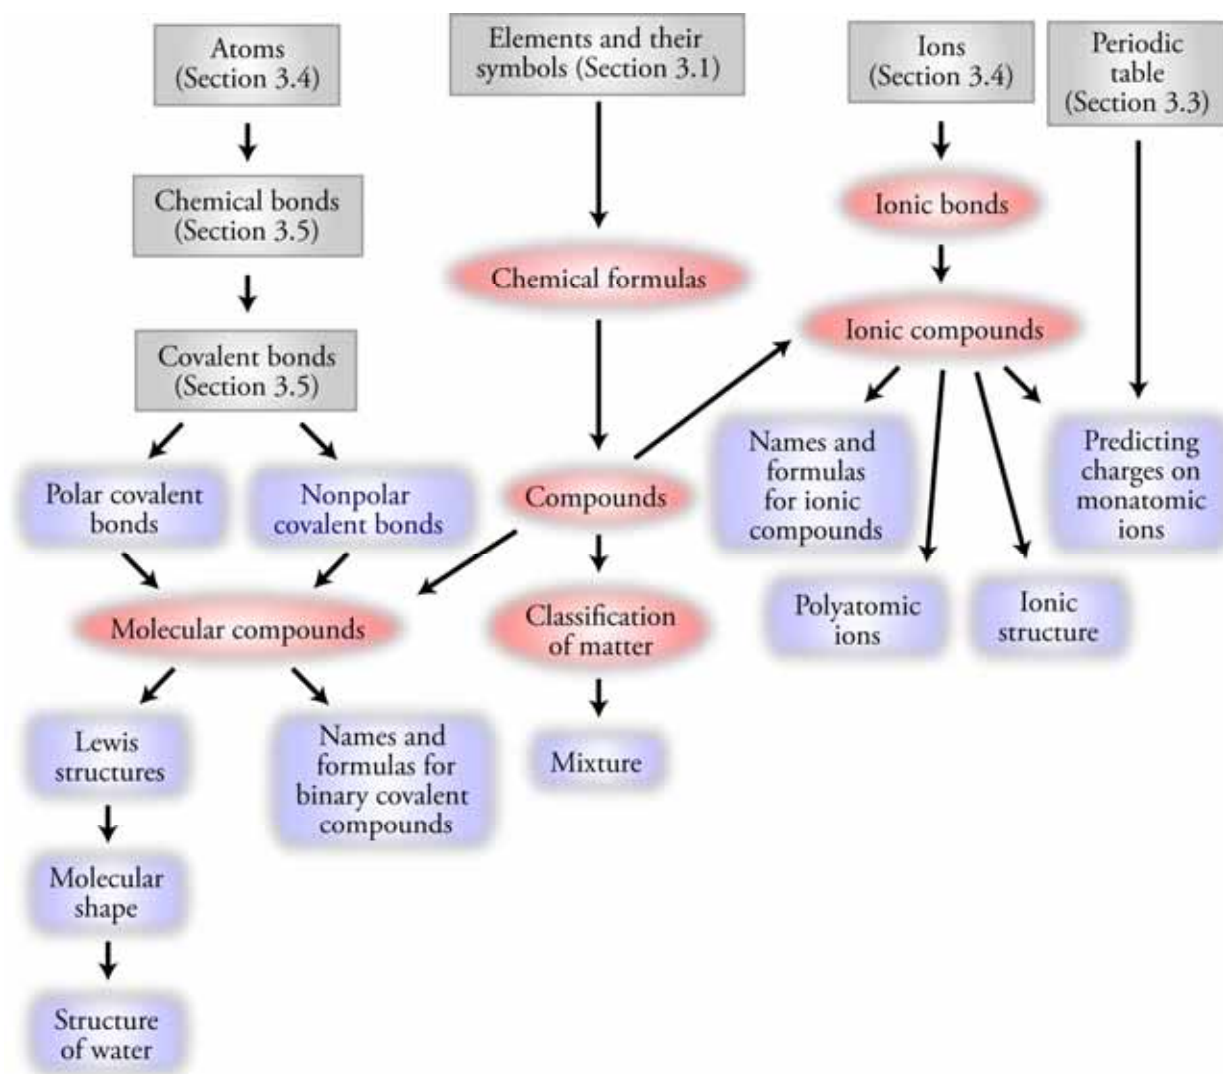 Atoms
(Section 3.4)
Elements and their
symbols (Section 3.1)
Ions
(Section 3.4)
Periodic
table
(Section 3.3)
Chemical bonds
(Section 3.5)
Ionic bonds
Chemical formulas
Ionic compounds
Covalent bonds
(Section 3.5)
Polar covalent
bonds
Nonpolar
covalent bonds
Compounds
Names and
formulas
for ionic
compounds
Predicting
charges on
monatomic
ions
Molecular compounds
Classification
of matter
Polyatomic
ions
Ionic
structure
Lewis
structures
Names and
formulas for
binary covalent
compounds
Mixture
Molecular
shape
Structure
of water